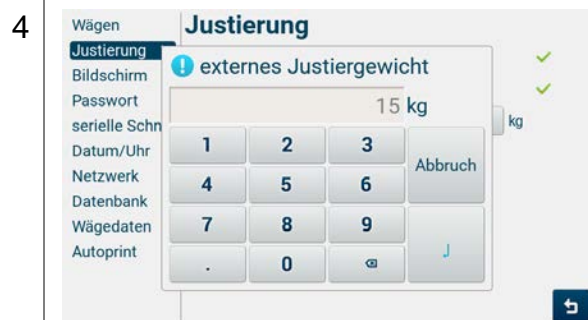 4
Wägen
Justierung
Justierung
Bildschirm
Passwort
serielle Schn
Datum/Uhr
Netzwerk
Datenbank
Wägedaten
Autoprint
externes Justiergewicht
15 kg
kg
1 2 3
Abbruch
4 5 6
7 8 9
. 0